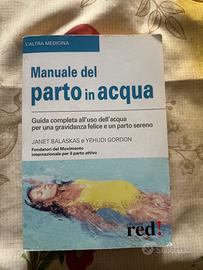 L'ALTRA MEDICINA
Manuale del
parto in acqua
Guida completa all'uso dell'acqua
per una gravidanza felice e un parto sereno
JANET BALASKAS e YEHUDI GORDON
Fondatori del Movimento
internazionale per il parto attivo
red!
subito